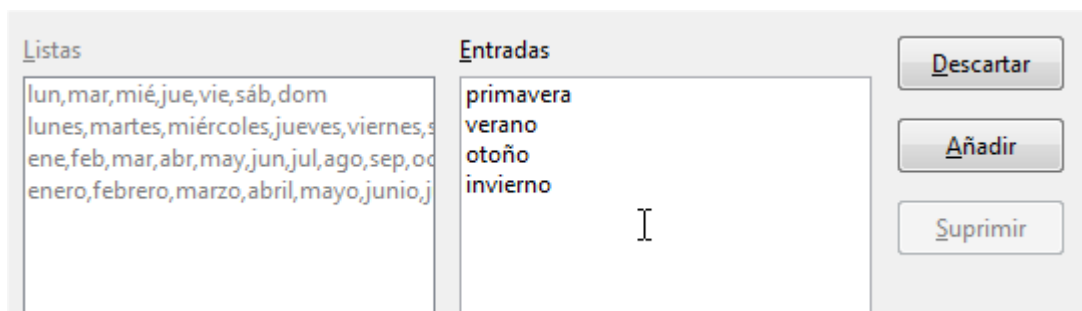 Listas
lun,mar,mié,jue,vie,sáb,dom
lunes,martes,miércoles,jueves,viernes,s
ene,feb,mar,abr,may,jun,jul,ago,sep,oc
enero,febrero,marzo,abril,mayo,junio,j
Entradas
primavera
verano
otoño
invierno
Descartar
Añadir
Suprimir